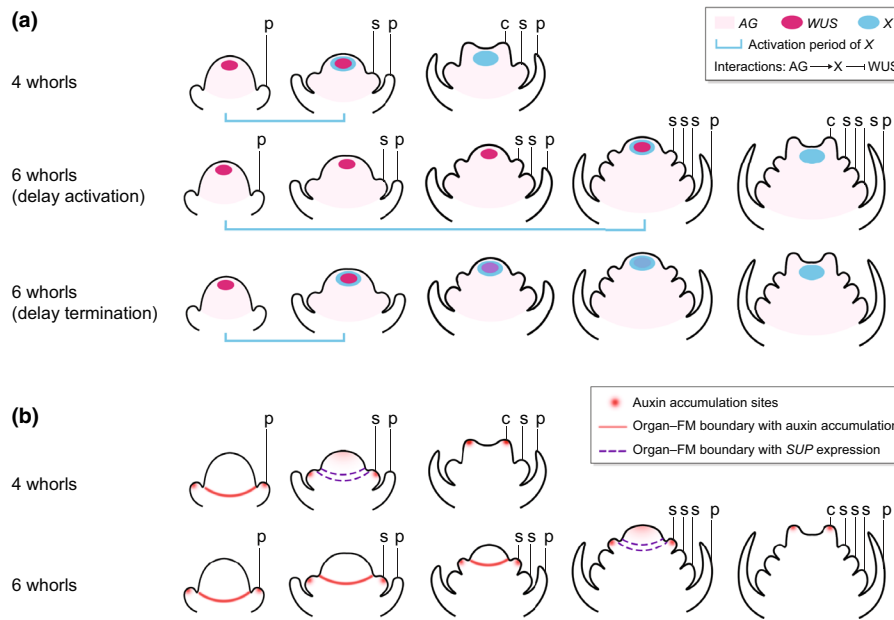 (a)
AG WUS X
Activation period of X
Interactions: AG → X ⊣ WUS
p s p c s p
4 whorls
p s p s s p s s s p c s s s p
6 whorls
(delay activation)
6 whorls
(delay termination)
(b)
Auxin accumulation sites
Organ–FM boundary with auxin accumulation
Organ–FM boundary with SUP expression
p s p c s p
4 whorls
p s p s s p s s s p c s s s p
6 whorls